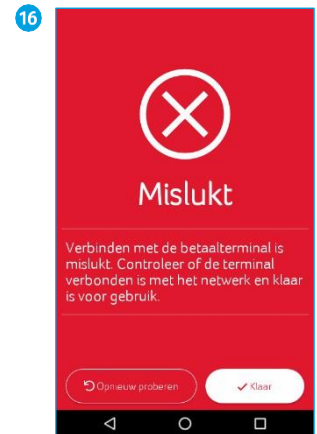 16
Mislukt
Verbinden met de betaalterminal is
mislukt. Controleer of de terminal
verbonden is met het netwerk en klaar
is voor gebruik.
Opnieuw proberen
Klaar